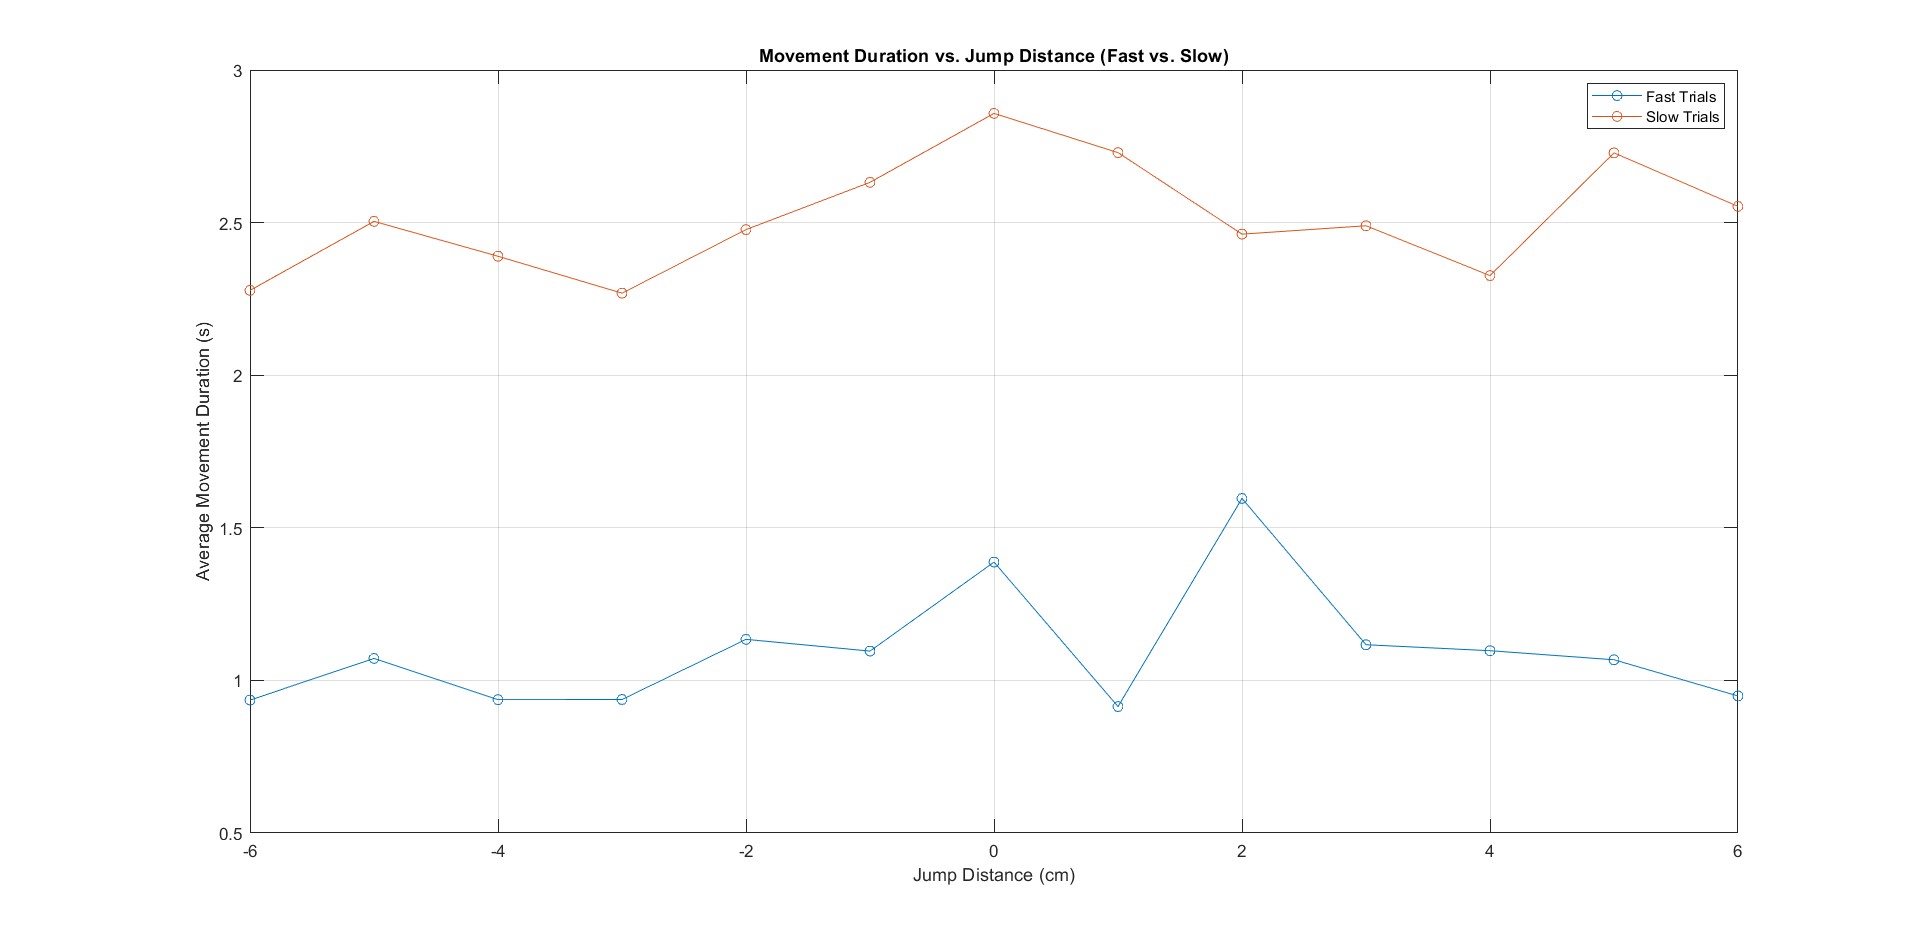 Movement Duration vs. Jump Distance (Fast vs. Slow)
Fast Trials
Slow Trials
Average Movement Duration (s)
3
2.5
2
1.5
1
0.5
-6 -4 -2 0 2 4 6
Jump Distance (cm)